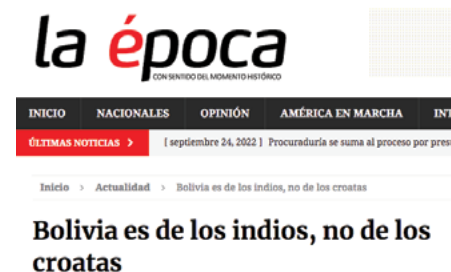 la época
CON SENTIDO DEL MOMENTO HISTÓRICO
INICIO NACIONALES OPINIÓN AMÉRICA EN MARCHA INT
ÚLTIMAS NOTICIAS > [ septiembre 24, 2022 ] Procuraduría se suma al proceso por pres
Inicio > Actualidad > Bolivia es de los indios, no de los croatas
Bolivia es de los indios, no de los
croatas